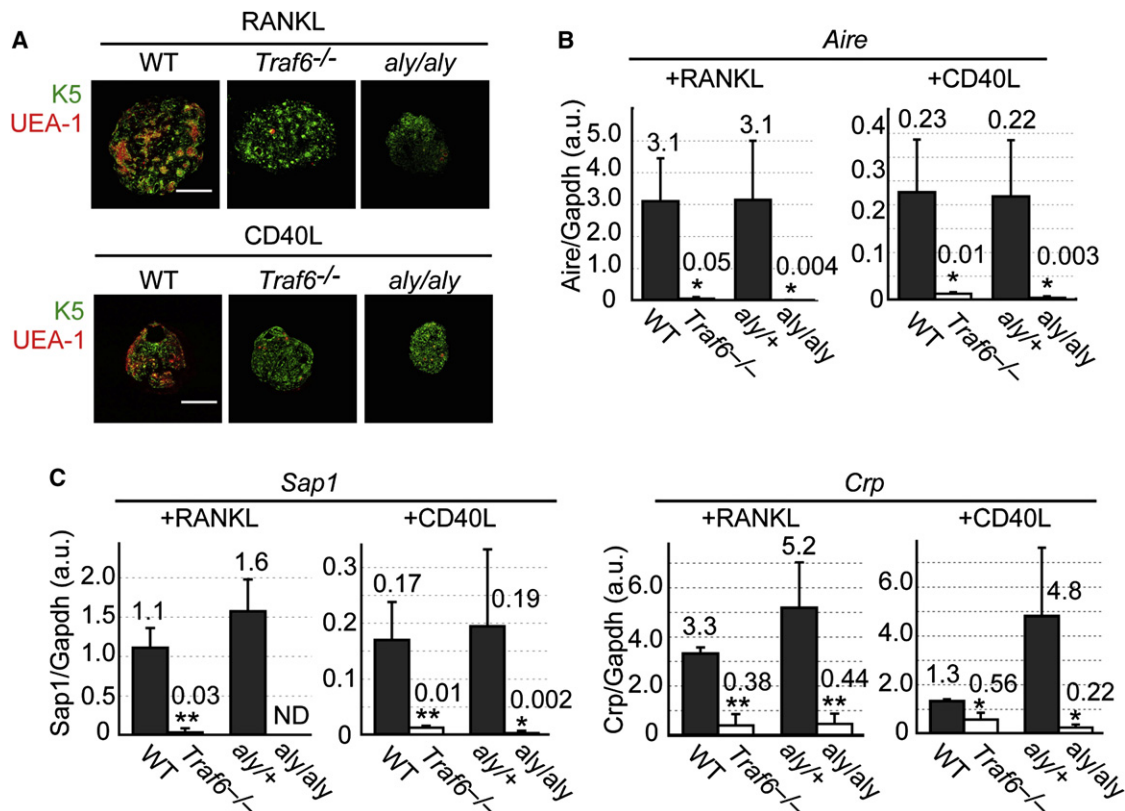 A
RANKL
WT Traf6–/– aly/aly
K5
UEA-1
CD40L
WT Traf6–/– aly/aly
K5
UEA-1
B
Aire
+RANKL +CD40L
Aire/Gapdh (a.u.)
5.0
4.0
3.0
2.0
1.0
0
3.1 0.05 3.1 0.004
* *
WT Traf6–/– aly/+ aly/aly
0.4
0.3
0.2
0.1
0
0.23 0.01 0.22 0.003
* *
WT Traf6–/– aly/+ aly/aly
C
Sap1
+RANKL +CD40L
Sap1/Gapdh (a.u.)
2.0
1.5
1.0
0.5
0
1.1 0.03 1.6 ND
**
WT Traf6–/– aly/+ aly/aly
0.3
0.2
0.1
0
0.17 0.01 0.19 0.002
** *
WT Traf6–/– aly/+ aly/aly
Crp
+RANKL +CD40L
Crp/Gapdh (a.u.)
6.0
4.0
2.0
0
3.3 0.38 5.2 0.44
** **
WT Traf6–/– aly/+ aly/aly
6.0
4.0
2.0
0
1.3 0.56 4.8 0.22
* *
WT Traf6–/– aly/+ aly/aly